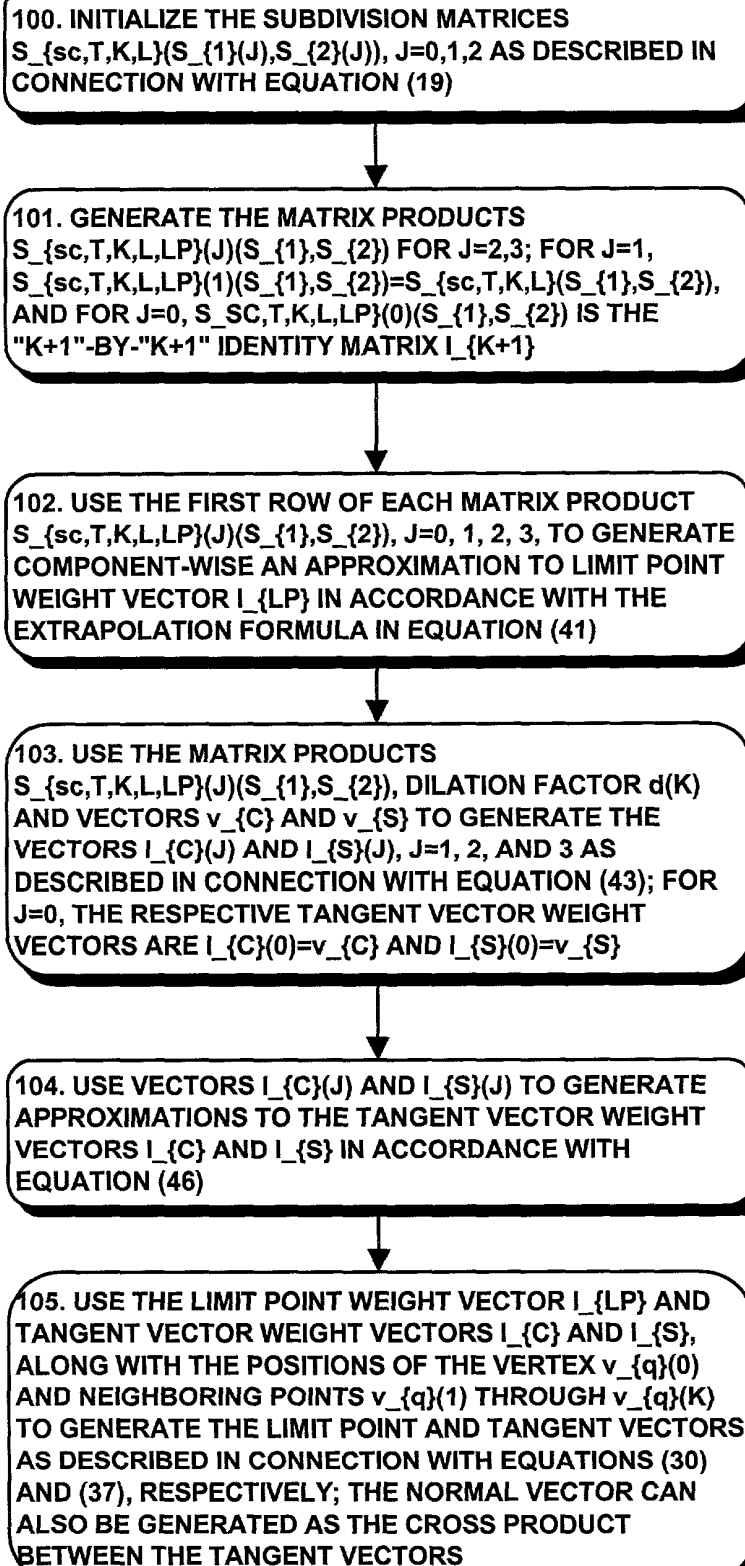 100. INITIALIZE THE SUBDIVISION MATRICES
S_{sc,T,K,L}(S_{1}(J),S_{2}(J)), J=0,1,2 AS DESCRIBED IN
CONNECTION WITH EQUATION (19)
101. GENERATE THE MATRIX PRODUCTS
S_{sc,T,K,L,LP}(J)(S_{1},S_{2}) FOR J=2,3; FOR J=1,
S_{sc,T,K,L,LP}(1)(S_{1},S_{2})=S_{sc,T,K,L}(S_{1},S_{2}),
AND FOR J=0, S_SC,T,K,L,LP}(0)(S_{1},S_{2}) IS THE
"K+1"-BY-"K+1" IDENTITY MATRIX I_{K+1}
102. USE THE FIRST ROW OF EACH MATRIX PRODUCT
S_{sc,T,K,L,LP}(J)(S_{1},S_{2}), J=0, 1, 2, 3, TO GENERATE
COMPONENT-WISE AN APPROXIMATION TO LIMIT POINT
WEIGHT VECTOR l_{LP} IN ACCORDANCE WITH THE
EXTRAPOLATION FORMULA IN EQUATION (41)
103. USE THE MATRIX PRODUCTS
S_{sc,T,K,L,LP}(J)(S_{1},S_{2}), DILATION FACTOR d(K)
AND VECTORS v_{C} AND v_{S} TO GENERATE THE
VECTORS l_{C}(J) AND l_{S}(J), J=1, 2, AND 3 AS
DESCRIBED IN CONNECTION WITH EQUATION (43); FOR
J=0, THE RESPECTIVE TANGENT VECTOR WEIGHT
VECTORS ARE l_{C}(0)=v_{C} AND l_{S}(0)=v_{S}
104. USE VECTORS l_{C}(J) AND l_{S}(J) TO GENERATE
APPROXIMATIONS TO THE TANGENT VECTOR WEIGHT
VECTORS l_{C} AND l_{S} IN ACCORDANCE WITH
EQUATION (46)
105. USE THE LIMIT POINT WEIGHT VECTOR l_{LP} AND
TANGENT VECTOR WEIGHT VECTORS l_{C} AND l_{S},
ALONG WITH THE POSITIONS OF THE VERTEX v_{q}(0)
AND NEIGHBORING POINTS v_{q}(1) THROUGH v_{q}(K)
TO GENERATE THE LIMIT POINT AND TANGENT VECTORS
AS DESCRIBED IN CONNECTION WITH EQUATIONS (30)
AND (37), RESPECTIVELY; THE NORMAL VECTOR CAN
ALSO BE GENERATED AS THE CROSS PRODUCT
BETWEEN THE TANGENT VECTORS